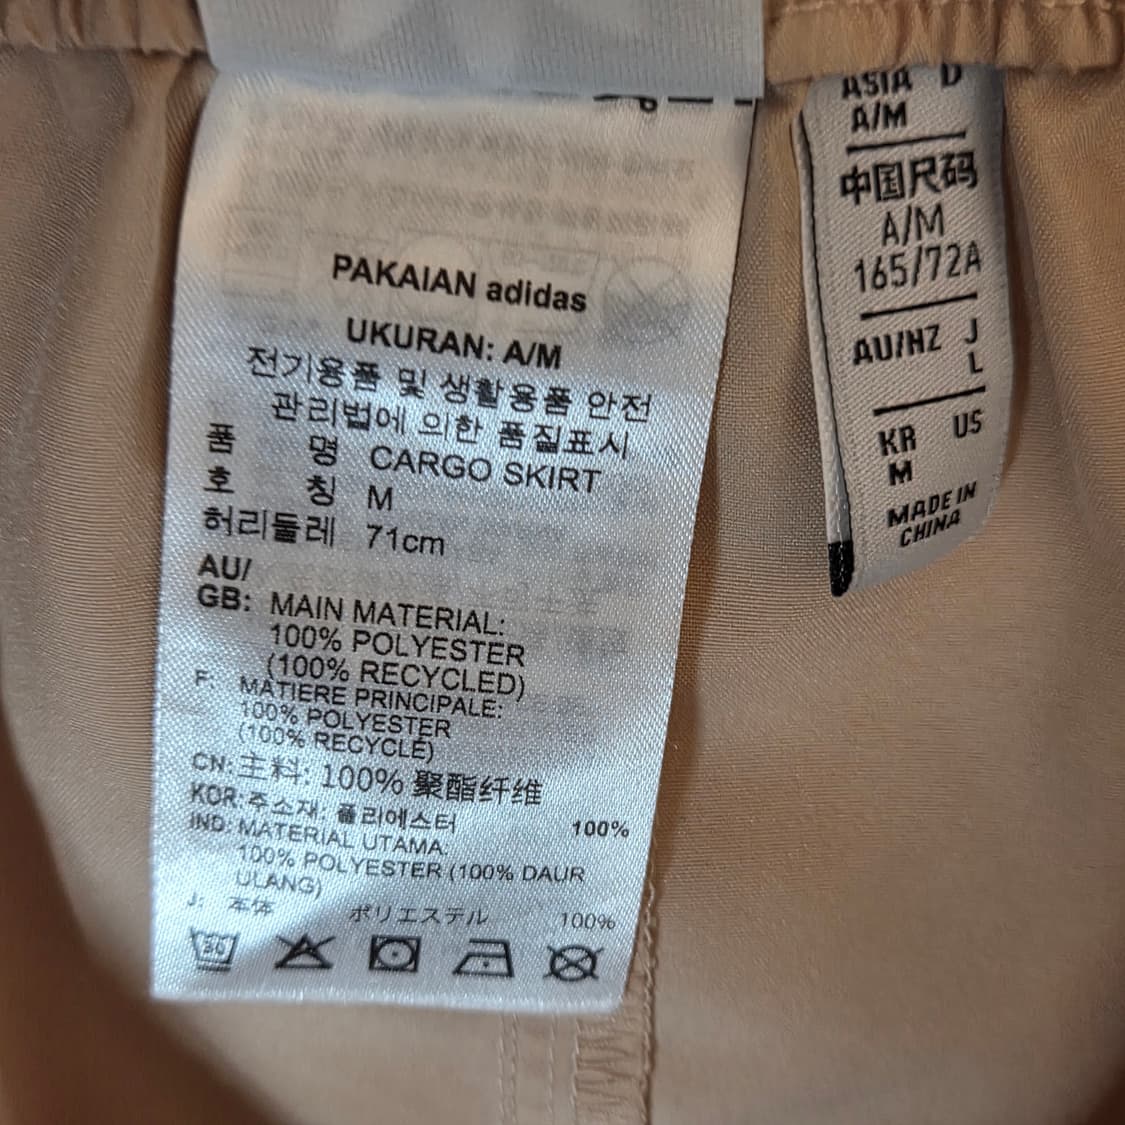 PAKAIAN adidas
UKURAN: A/M
전기용품 및 생활용품 안전
관리법에 의한 품질표시
품 명 CARGO SKIRT
호 칭 M
허리둘레 71cm
AU/
GB: MAIN MATERIAL:
100% POLYESTER
(100% RECYCLED)
F: MATIERE PRINCIPALE:
100% POLYESTER
(100% RECYCLÉ)
CN: 主料: 100% 聚酯纤维
KOR: 주소재: 폴리에스터 100%
IND: MATERIAL UTAMA:
100% POLYESTER (100% DAUR
ULANG)
J: 本体 ポリエステル 100%
30
ASIA D
A/M
中国尺码
A/M
165/72A
AU/NZ J
L
KR US
M
MADE IN
CHINA